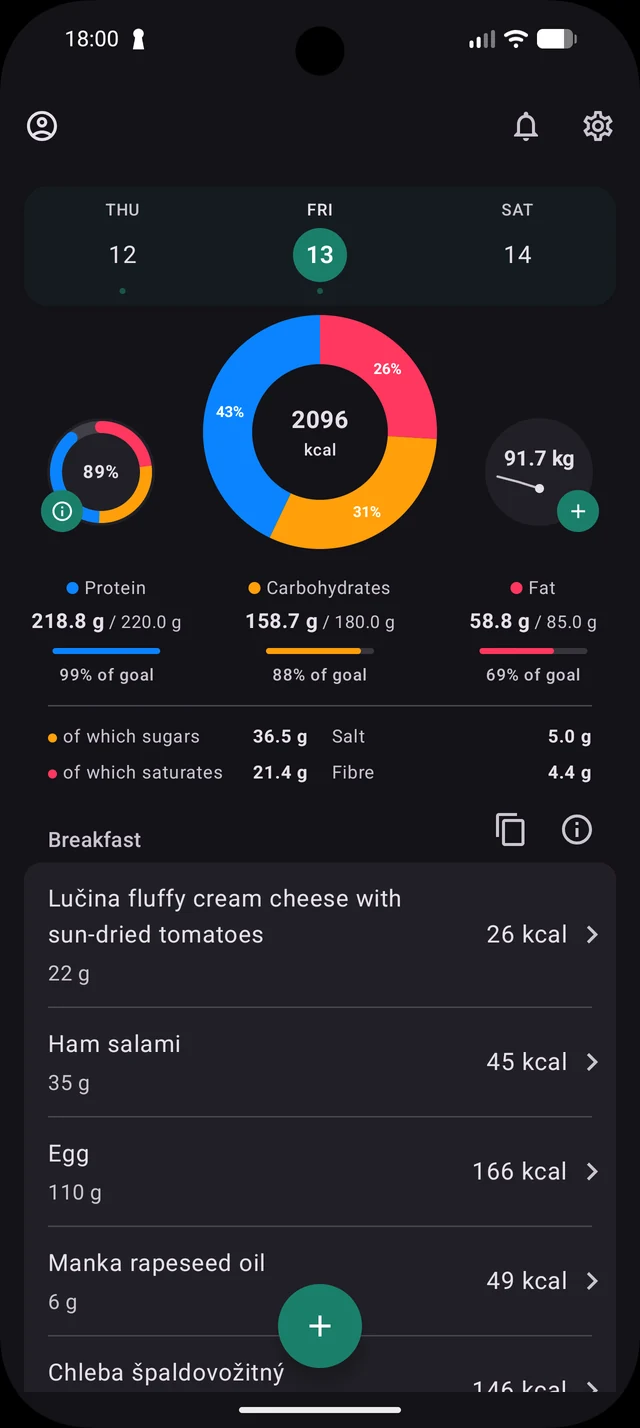 18:00
THU FRI SAT
12 13 14
26%
43%
2096
kcal
31%
89%
91.7 kg
Protein Carbohydrates Fat
218.8 g / 220.0 g 158.7 g / 180.0 g 58.8 g / 85.0 g
99% of goal 88% of goal 69% of goal
of which sugars 36.5 g Salt 5.0 g
of which saturates 21.4 g Fibre 4.4 g
Breakfast
Lučina fluffy cream cheese with
sun-dried tomatoes
26 kcal
22 g
Ham salami
45 kcal
35 g
Egg
166 kcal
110 g
Manka rapeseed oil
49 kcal
6 g
Chleba špaldovožitný
146 kcal